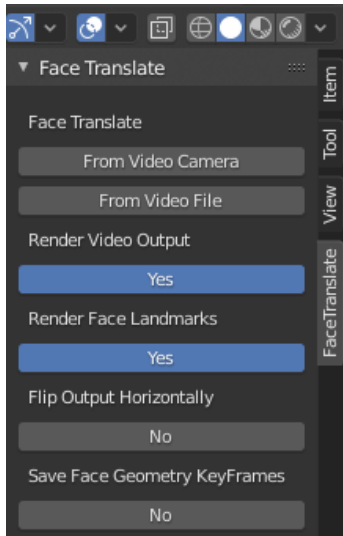 Face Translate
Item
Tool
View
FaceTranslate
Face Translate
From Video Camera
From Video File
Render Video Output
Yes
Render Face Landmarks
Yes
Flip Output Horizontally
No
Save Face Geometry KeyFrames
No